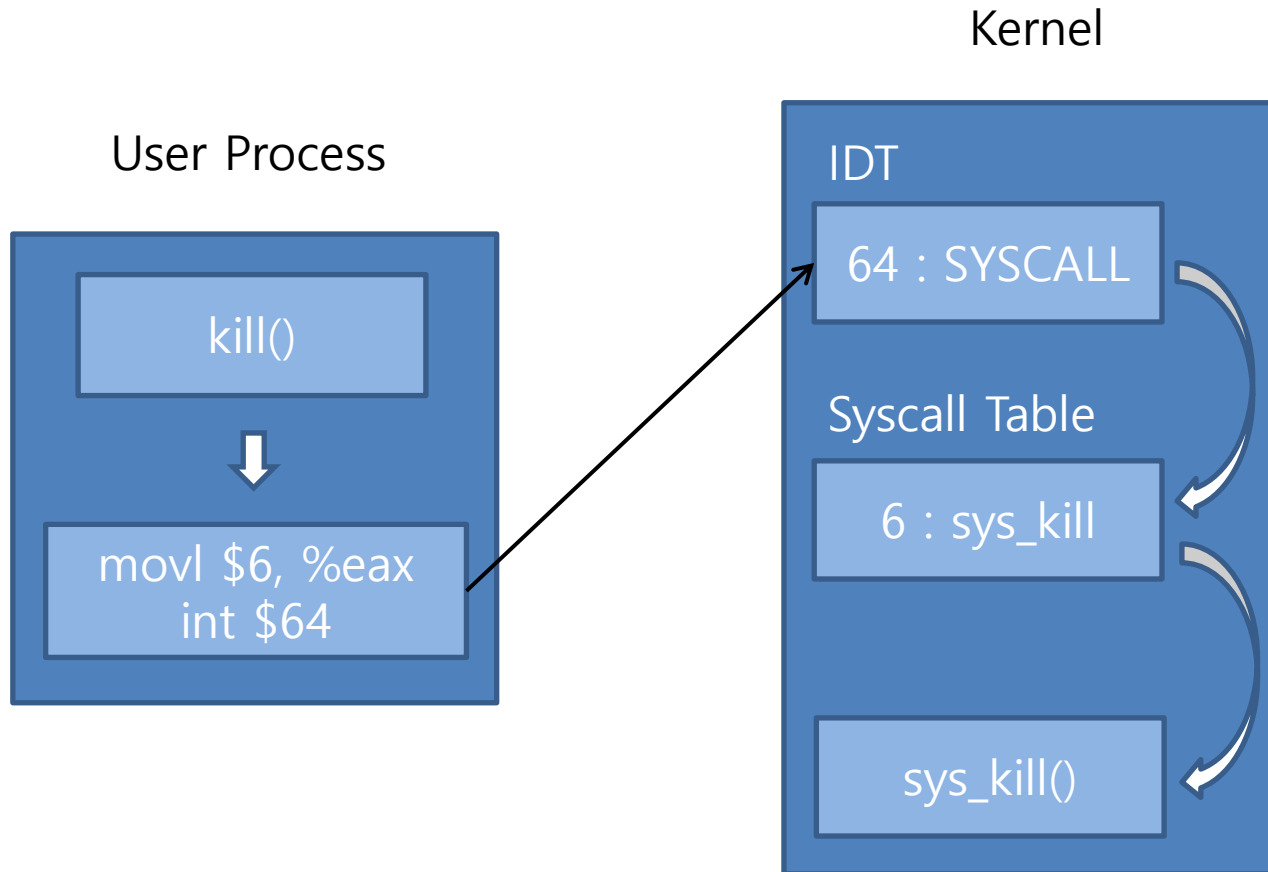 User Process
kill()
movl $6, %eax
int $64
Kernel
IDT
64 : SYSCALL
Syscall Table
6 : sys_kill
sys_kill()